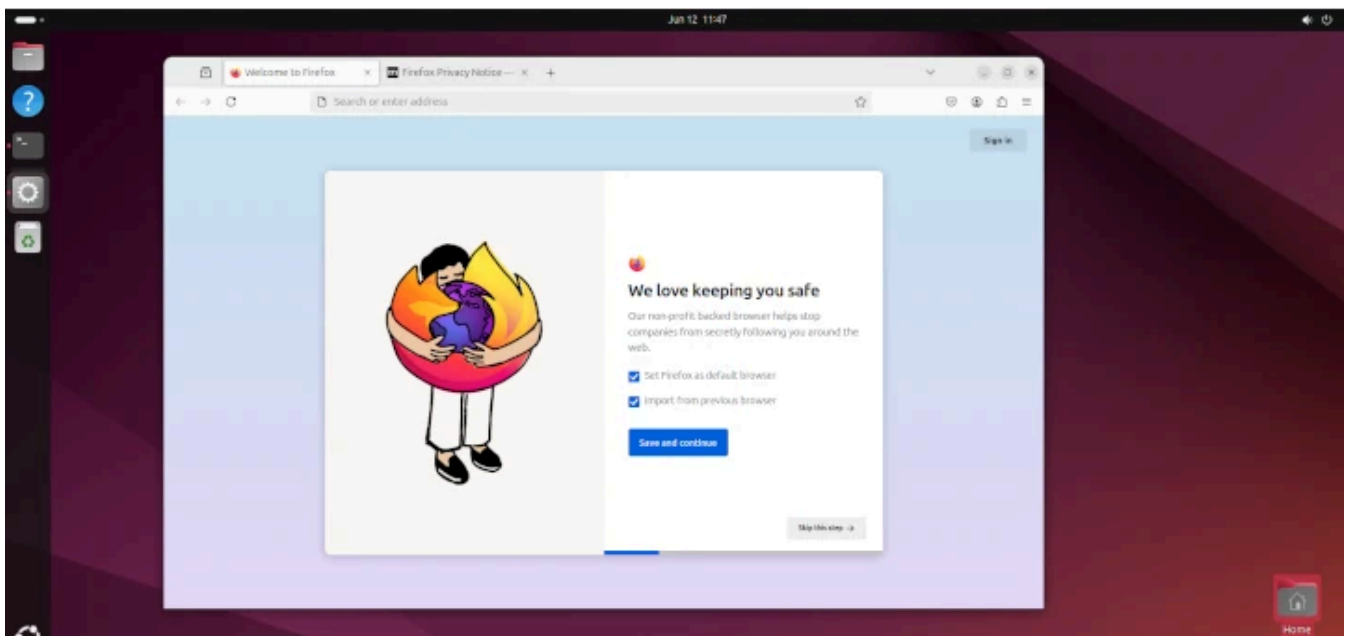 Jun 12 11:47
Welcome to Firefox
Firefox Privacy Notice —
Search or enter address
Sign in
We love keeping you safe
Our non-profit backed browser helps stop
companies from secretly following you around the
web.
Set Firefox as default browser
Import from previous browser
Save and continue
Skip this step
Home